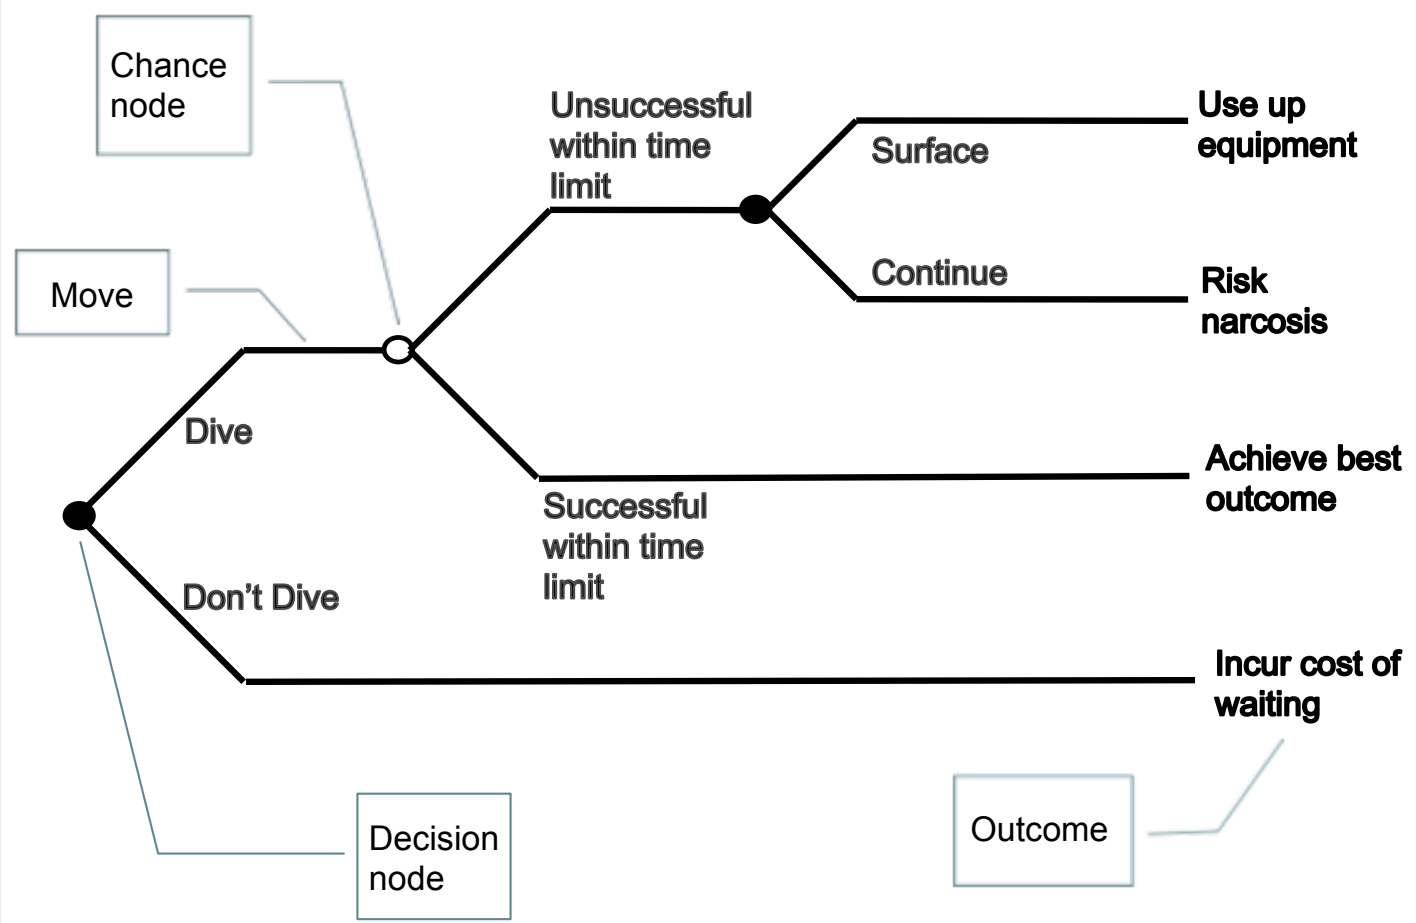 Chance
node
Unsuccessful
within time
limit
Use up
equipment
Surface
Continue
Risk
narcosis
Move
Dive
Achieve best
outcome
Successful
within time
limit
Don’t Dive
Incur cost of
waiting
Decision
node
Outcome